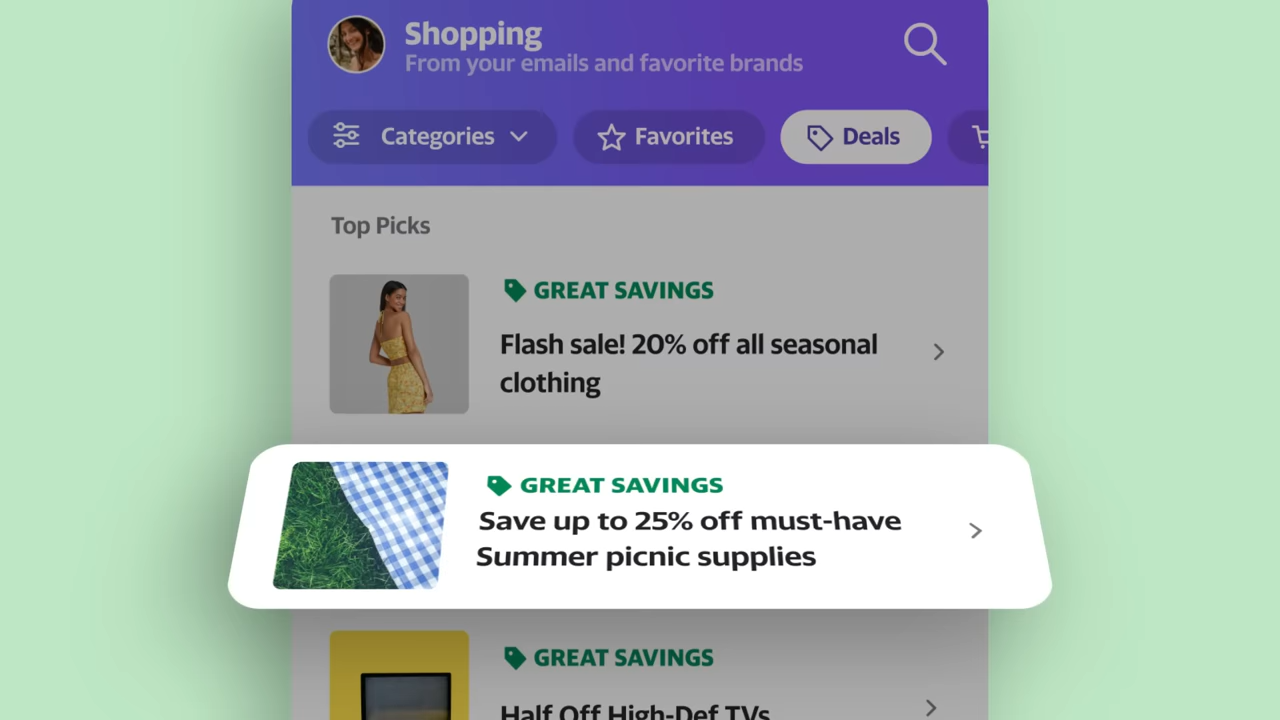 Shopping
From your emails and favorite brands
Categories
Favorites
Deals
Top Picks
GREAT SAVINGS
Flash sale! 20% off all seasonal
clothing
GREAT SAVINGS
Save up to 25% off must-have
Summer picnic supplies
GREAT SAVINGS
Half Off High-Def TVs